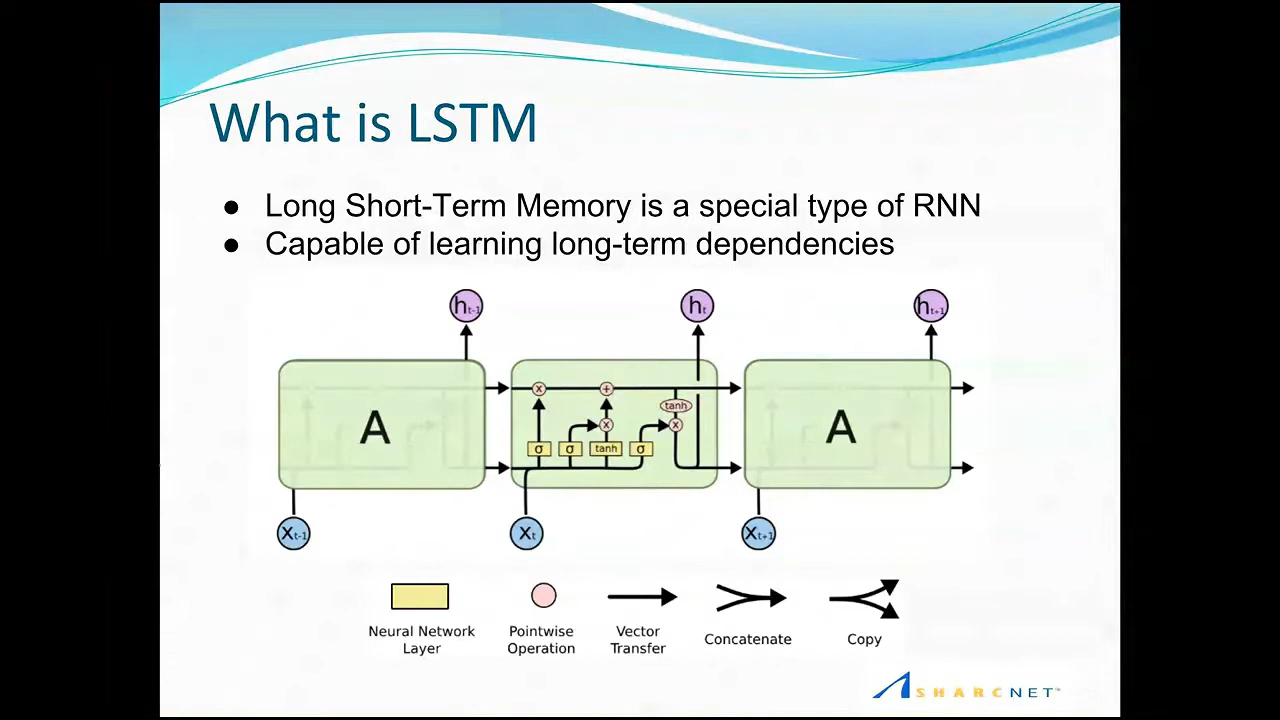 What is LSTM
● Long Short-Term Memory is a special type of RNN
● Capable of learning long-term dependencies
hₜ₋₁ hₜ hₜ₊₁
A A
x +
tanh
x x
σ σ tanh σ
Xₜ₋₁ Xₜ Xₜ₊₁
Neural Network Layer
Pointwise Operation
Vector Transfer
Concatenate
Copy
SHARCNET™